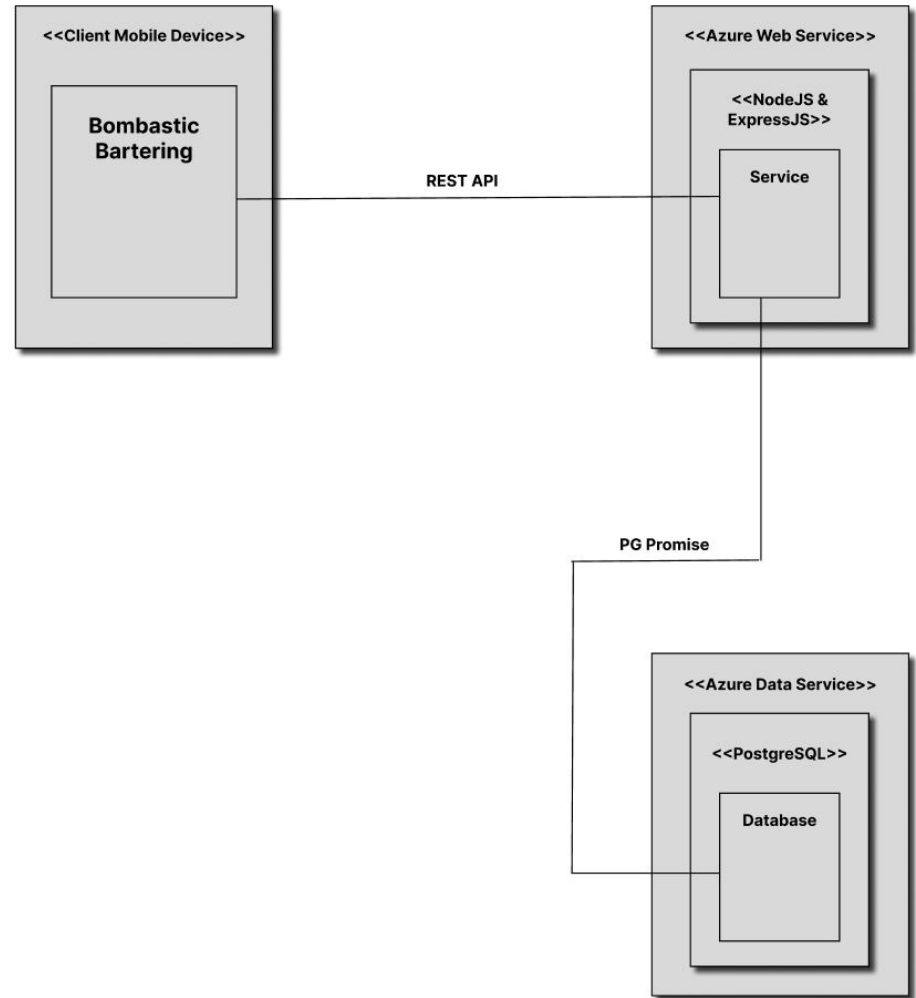 <<Client Mobile Device>>
Bombastic
Bartering
REST API
<<Azure Web Service>>
<<NodeJS &
ExpressJS>>
Service
PG Promise
<<Azure Data Service>>
<<PostgreSQL>>
Database